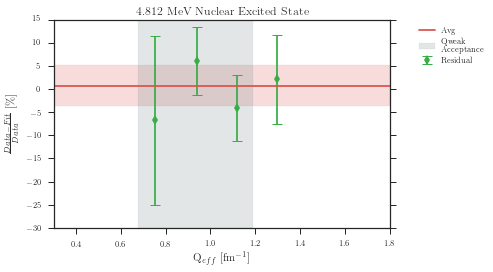 4.812 MeV Nuclear Excited State
Avg
Qweak
Acceptance
Residual
15
10
5
0
−5
−10
−15
−20
−25
−30
Data−Fit
Data
[%]
0.4 0.6 0.8 1.0 1.2 1.4 1.6 1.8
Q_eff [fm⁻¹]